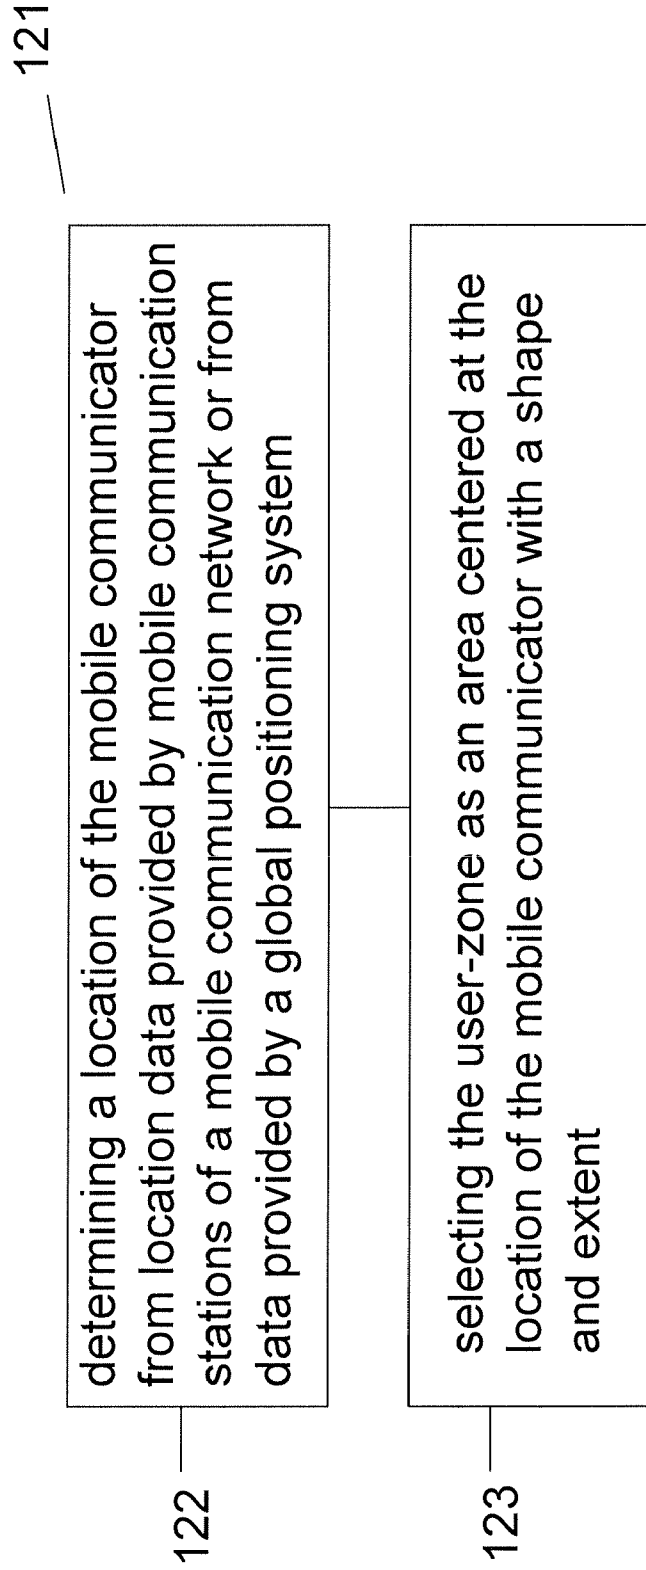 121
122
determining a location of the mobile communicator
from location data provided by mobile communication
stations of a mobile communication network or from
data provided by a global positioning system
123
selecting the user-zone as an area centered at the
location of the mobile communicator with a shape
and extent